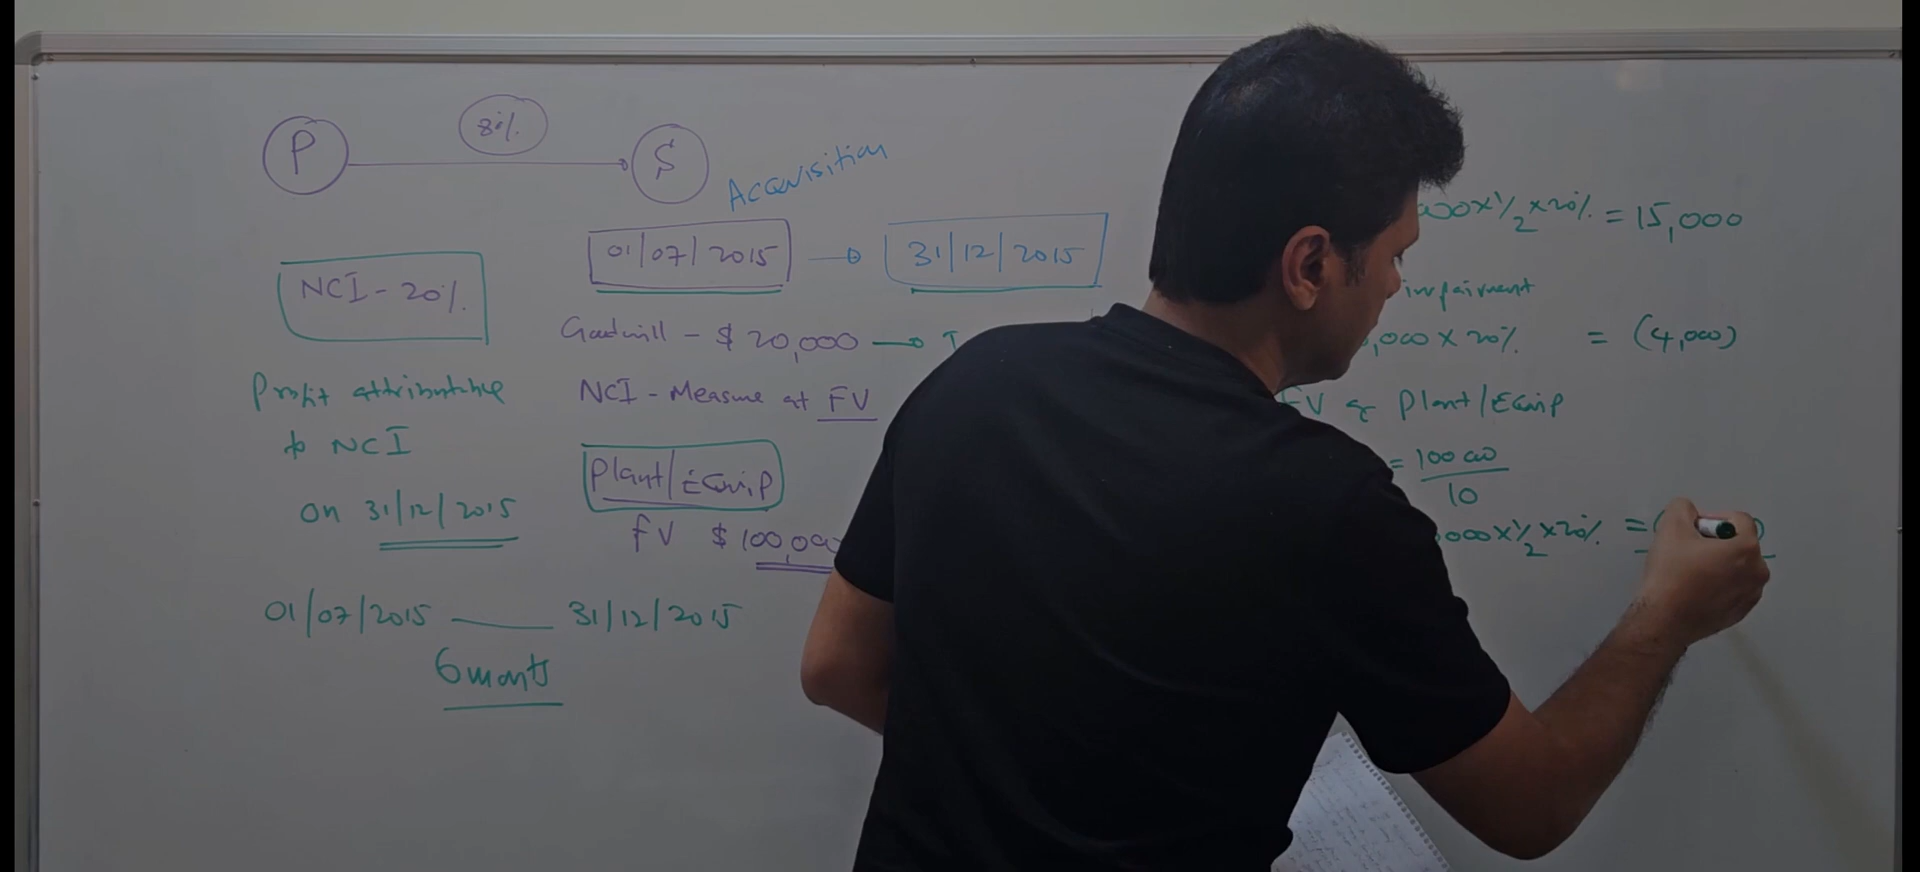 80%
P
S
Acquisition
01/07/2015
31/12/2015
NCI - 20%
Goodwill - $ 20,000
Profit attributable
to NCI
on 31/12/2015
NCI - Measure at FV
Plant/Equip
FV $ 100,000
01/07/2015 — 31/12/2015
6 months
000 x 1/2 x 20% = 15,000
impairment
,000 x 20% = (4,000)
FV of Plant/Equip
= 100 000
10
000 x 1/2 x 20% =